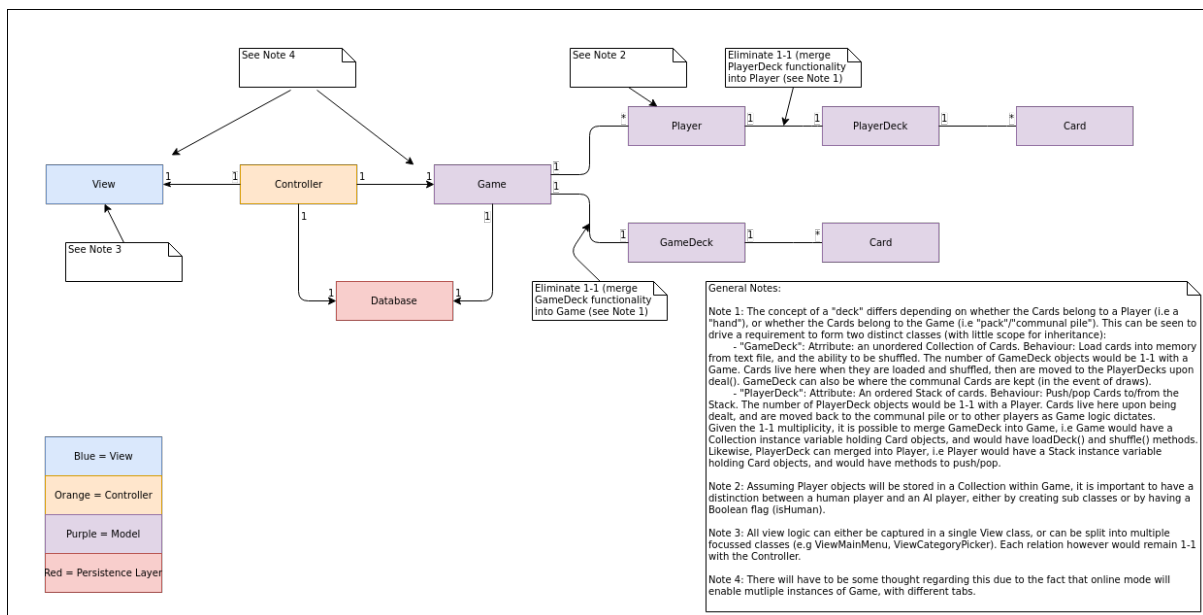 See Note 4
See Note 2
Eliminate 1-1 (merge
PlayerDeck functionality
into Player (see Note 1)
*
Player
1
1
PlayerDeck
1
*
Card
View
1
1
Controller
1
1
Game
1
1
See Note 3
1
1
1
GameDeck
1
*
Card
1
Database
1
Eliminate 1-1 (merge
GameDeck functionality
into Game (see Note 1)
General Notes:
Note 1: The concept of a "deck" differs depending on whether the Cards belong to a Player (i.e a
"hand"), or whether the Cards belong to the Game (i.e "pack"/"communal pile"). This can be seen to
drive a requirement to form two distinct classes (with little scope for inheritance):
- "GameDeck": Atrribute: an unordered Collection of Cards. Behaviour: Load cards into memory
from text file, and the ability to be shuffled. The number of GameDeck objects would be 1-1 with a
Game. Cards live here when they are loaded and shuffled, then are moved to the PlayerDecks upon
deal(). GameDeck can also be where the communal Cards are kept (in the event of draws).
- "PlayerDeck": Attribute: An ordered Stack of cards. Behaviour: Push/pop Cards to/from the
Stack. The number of PlayerDeck objects would be 1-1 with a Player. Cards live here upon being
dealt, and are moved back to the communal pile or to other players as Game logic dictates.
Given the 1-1 multiplicity, it is possible to merge GameDeck into Game, i.e Game would have a
Collection instance variable holding Card objects, and would have loadDeck() and shuffle() methods.
Likewise, PlayerDeck can merged into Player, i.e Player would have a Stack instance variable
holding Card objects, and would have methods to push/pop.
Note 2: Assuming Player objects will be stored in a Collection within Game, it is important to have a
distinction between a human player and an AI player, either by creating sub classes or by having a
Boolean flag (isHuman).
Note 3: All view logic can either be captured in a single View class, or can be split into multiple
focussed classes (e.g ViewMainMenu, ViewCategoryPicker). Each relation however would remain 1-1
with the Controller.
Note 4: There will have to be some thought regarding this due to the fact that online mode will
enable mutliple instances of Game, with different tabs.
Blue = View
Orange = Controller
Purple = Model
Red = Persistence Layer